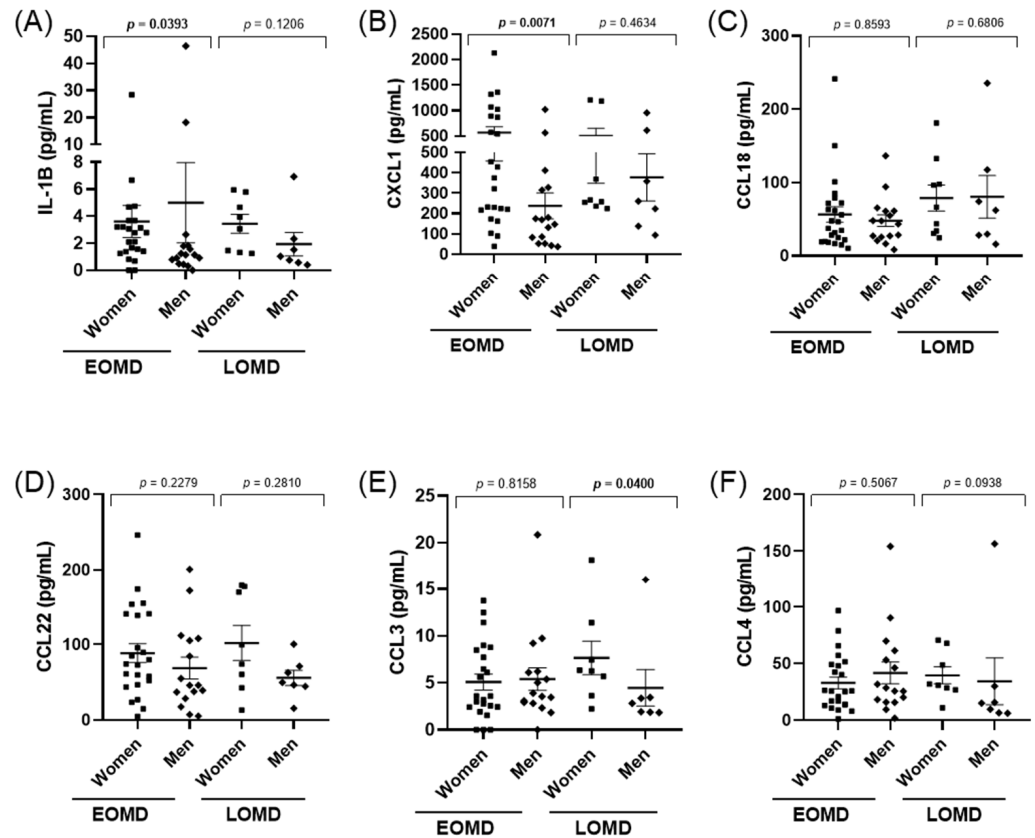 (A)
p = 0.0393 p = 0.1206
IL-1B (pg/mL)
50
40
30
20
10
8
6
4
2
0
Women Men Women Men
EOMD LOMD
(B)
p = 0.0071 p = 0.4634
CXCL1 (pg/mL)
2500
2000
1500
1000
500
500
400
300
200
100
0
Women Men Women Men
EOMD LOMD
(C)
p = 0.8593 p = 0.6806
CCL18 (pg/mL)
300
200
100
0
Women Men Women Men
EOMD LOMD
(D)
p = 0.2279 p = 0.2810
CCL22 (pg/mL)
300
200
100
0
Women Men Women Men
EOMD LOMD
(E)
p = 0.8158 p = 0.0400
CCL3 (pg/mL)
25
20
15
10
5
0
Women Men Women Men
EOMD LOMD
(F)
p = 0.5067 p = 0.0938
CCL4 (pg/mL)
200
150
100
50
0
Women Men Women Men
EOMD LOMD